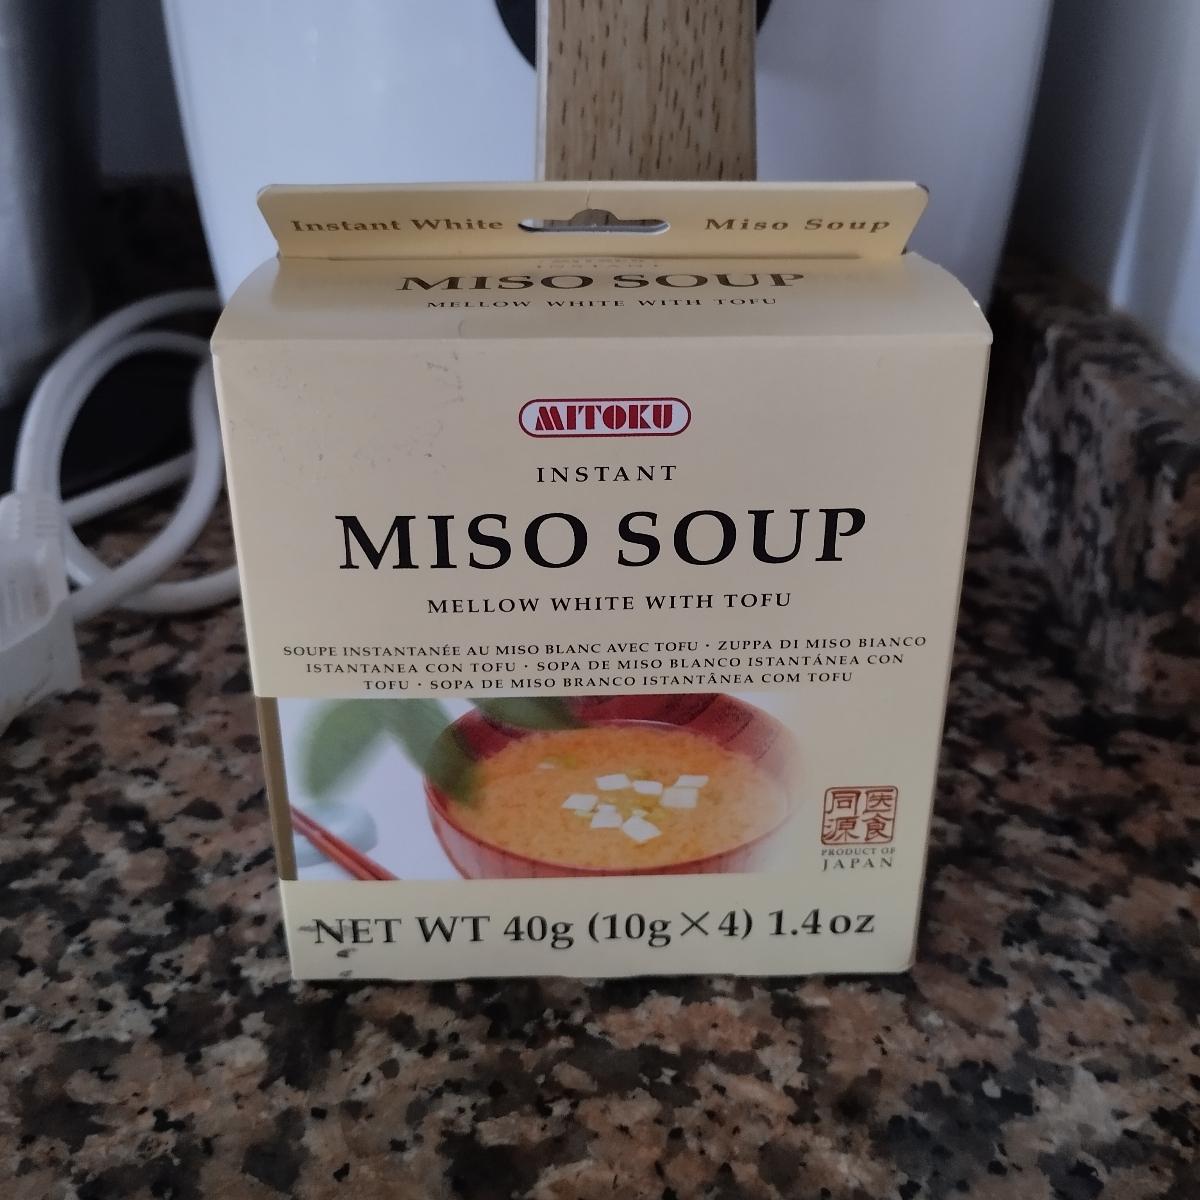 Instant White Miso Soup
INSTANT
MISO SOUP
MELLOW WHITE WITH TOFU
MITOKU
INSTANT
MISO SOUP
MELLOW WHITE WITH TOFU
SOUPE INSTANTANÉE AU MISO BLANC AVEC TOFU · ZUPPA DI MISO BIANCO
ISTANTANEA CON TOFU · SOPA DE MISO BLANCO ISTANTÁNEA CON
TOFU · SOPA DE MISO BRANCO ISTANTÂNEA COM TOFU
医食
同源
PRODUCT OF
JAPAN
NET WT 40g (10g×4) 1.4oz